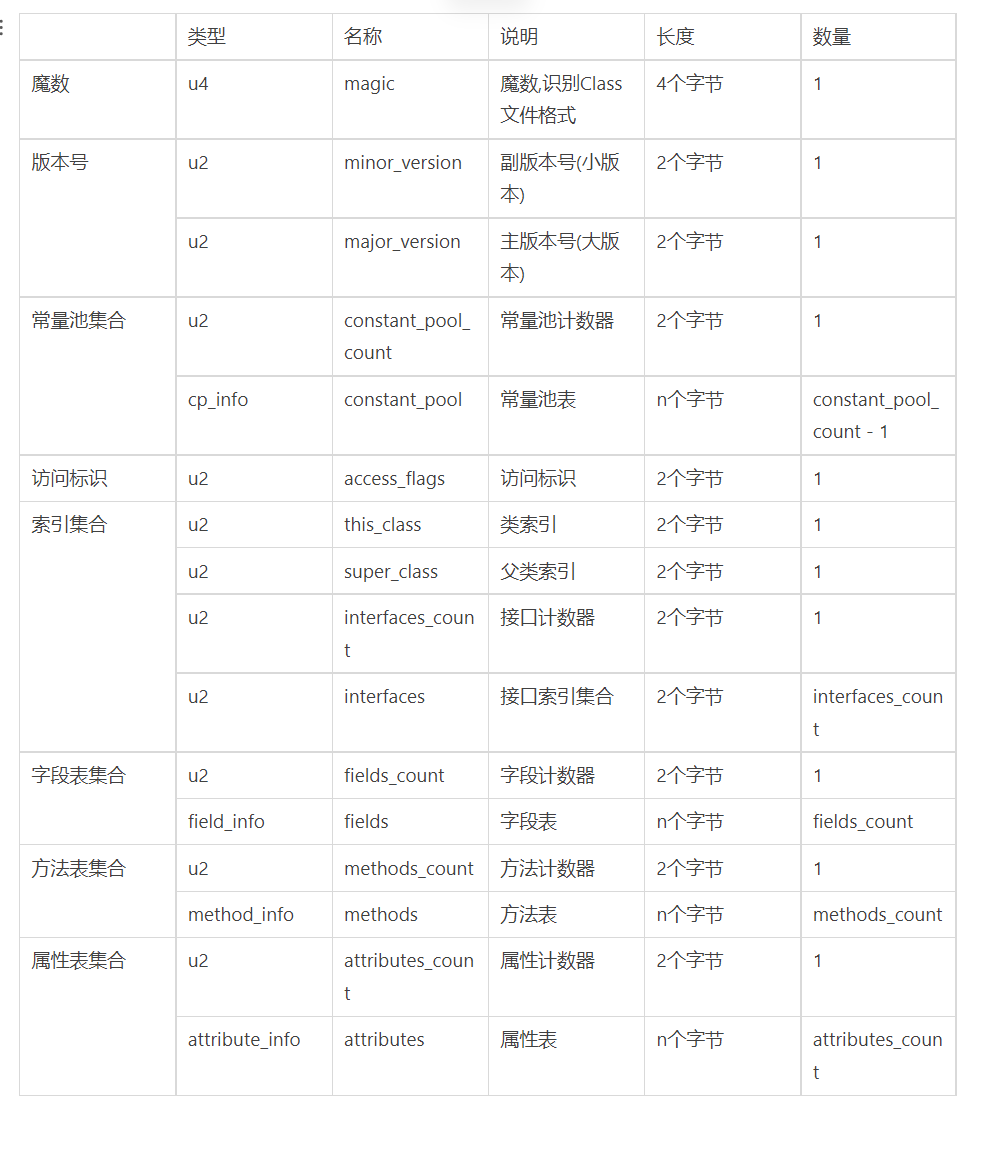 类型 名称 说明 长度 数量
魔数 u4 magic 魔数,识别Class 4个字节 1
文件格式
版本号 u2 minor_version 副版本号(小版 2个字节 1
本)
u2 major_version 主版本号(大版 2个字节 1
本)
常量池集合 u2 constant_pool_ 常量池计数器 2个字节 1
count
cp_info constant_pool 常量池表 n个字节 constant_pool_
count - 1
访问标识 u2 access_flags 访问标识 2个字节 1
索引集合 u2 this_class 类索引 2个字节 1
u2 super_class 父类索引 2个字节 1
u2 interfaces_coun 接口计数器 2个字节 1
t
u2 interfaces 接口索引集合 2个字节 interfaces_coun
t
字段表集合 u2 fields_count 字段计数器 2个字节 1
field_info fields 字段表 n个字节 fields_count
方法表集合 u2 methods_count 方法计数器 2个字节 1
method_info methods 方法表 n个字节 methods_count
属性表集合 u2 attributes_coun 属性计数器 2个字节 1
t
attribute_info attributes 属性表 n个字节 attributes_coun
t